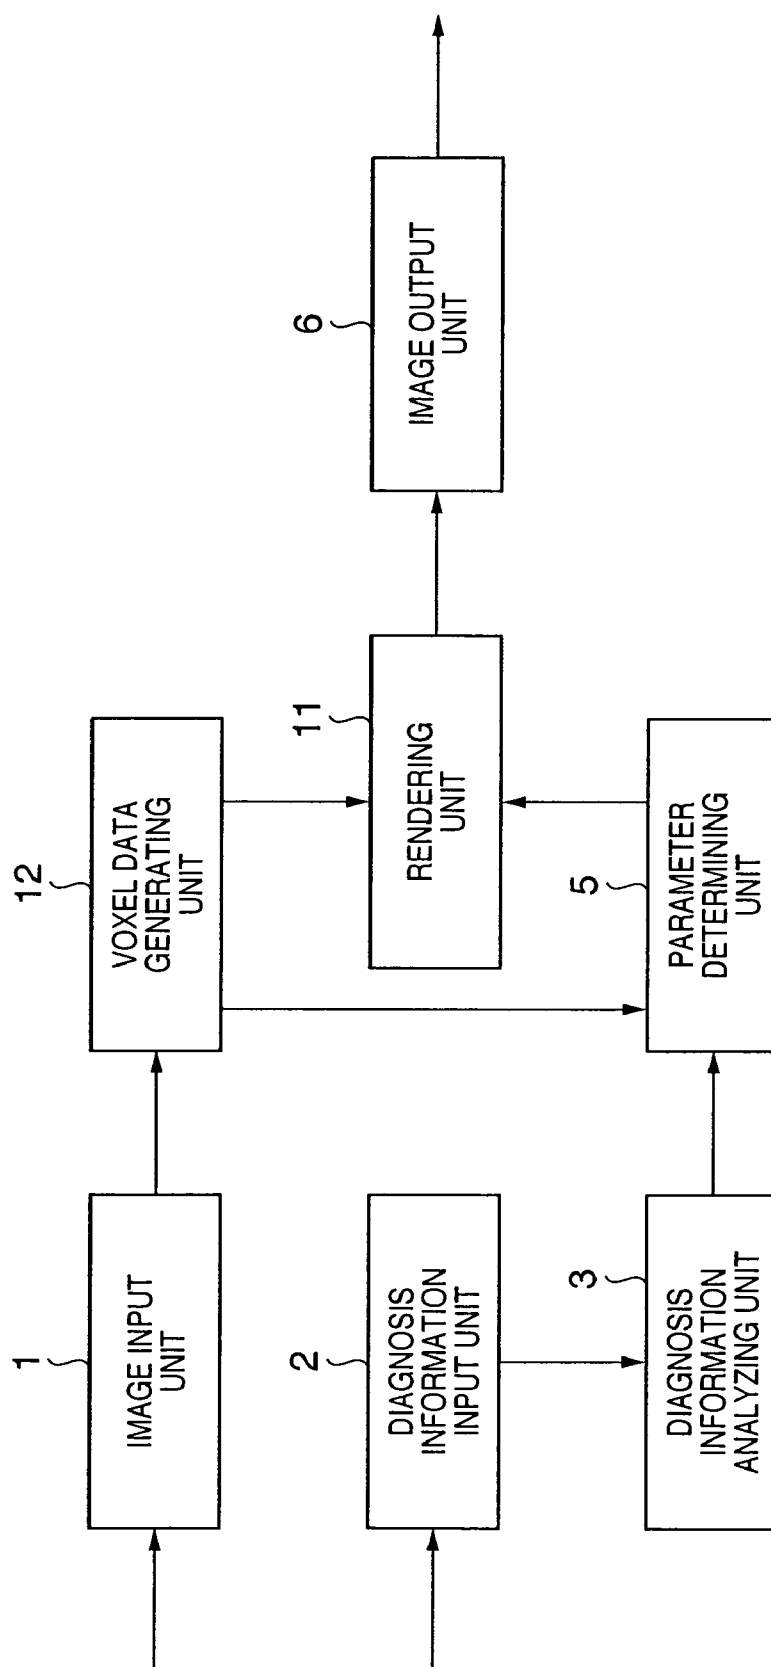 1
IMAGE INPUT
UNIT
12
VOXEL DATA
GENERATING
UNIT
2
DIAGNOSIS
INFORMATION
INPUT UNIT
11
RENDERING
UNIT
6
IMAGE OUTPUT
UNIT
3
DIAGNOSIS
INFORMATION
ANALYZING UNIT
5
PARAMETER
DETERMINING
UNIT